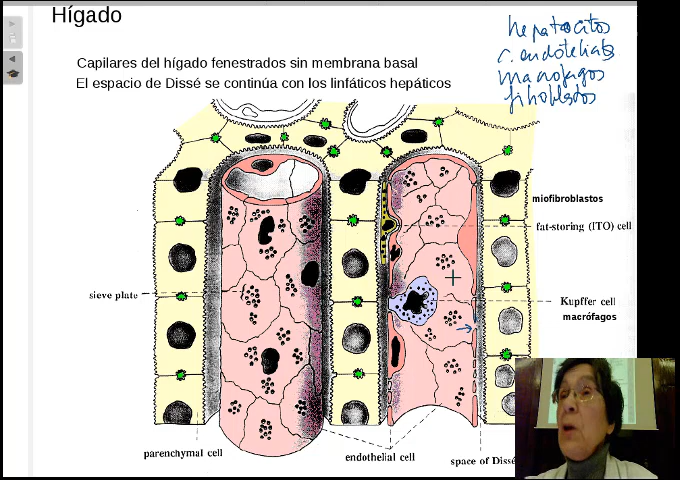 Hígado
hepatocitos
c. endoteliales
macrofagos
fibroblastos
Capilares del hígado fenestrados sin membrana basal
El espacio de Dissé se continúa con los linfáticos hepáticos
miofibroblastos
fat-storing (ITO) cell
sieve plate
Kupffer cell
macrófagos
parenchymal cell
endothelial cell
space of Dissé